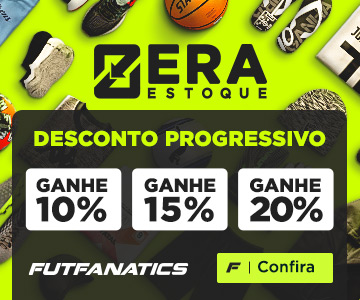 ZERA
ESTOQUE
DESCONTO PROGRESSIVO
GANHE
10%
GANHE
15%
GANHE
20%
FUTFANATICS
F | Confira